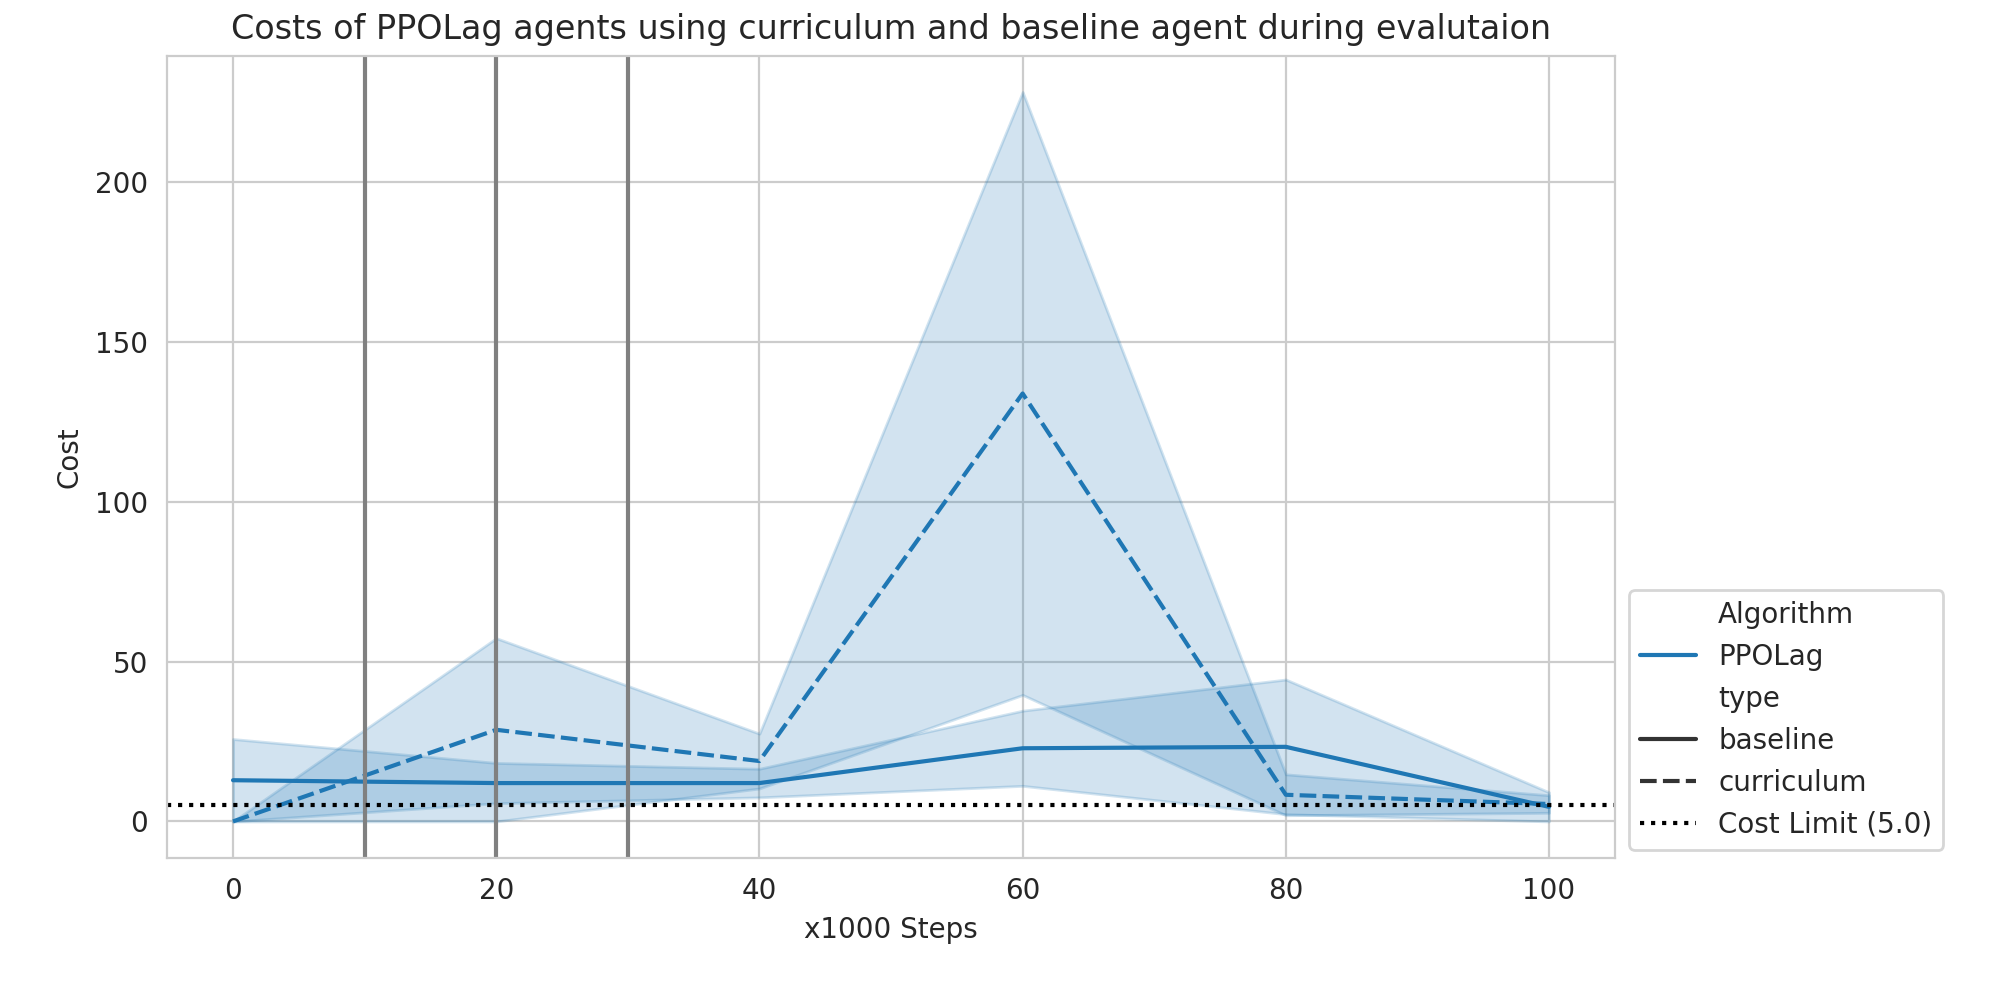 Costs of PPOLag agents using curriculum and baseline agent during evalutaion
Cost
200
150
100
50
0
0 20 40 60 80 100
x1000 Steps
Algorithm
PPOLag
type
baseline
curriculum
Cost Limit (5.0)